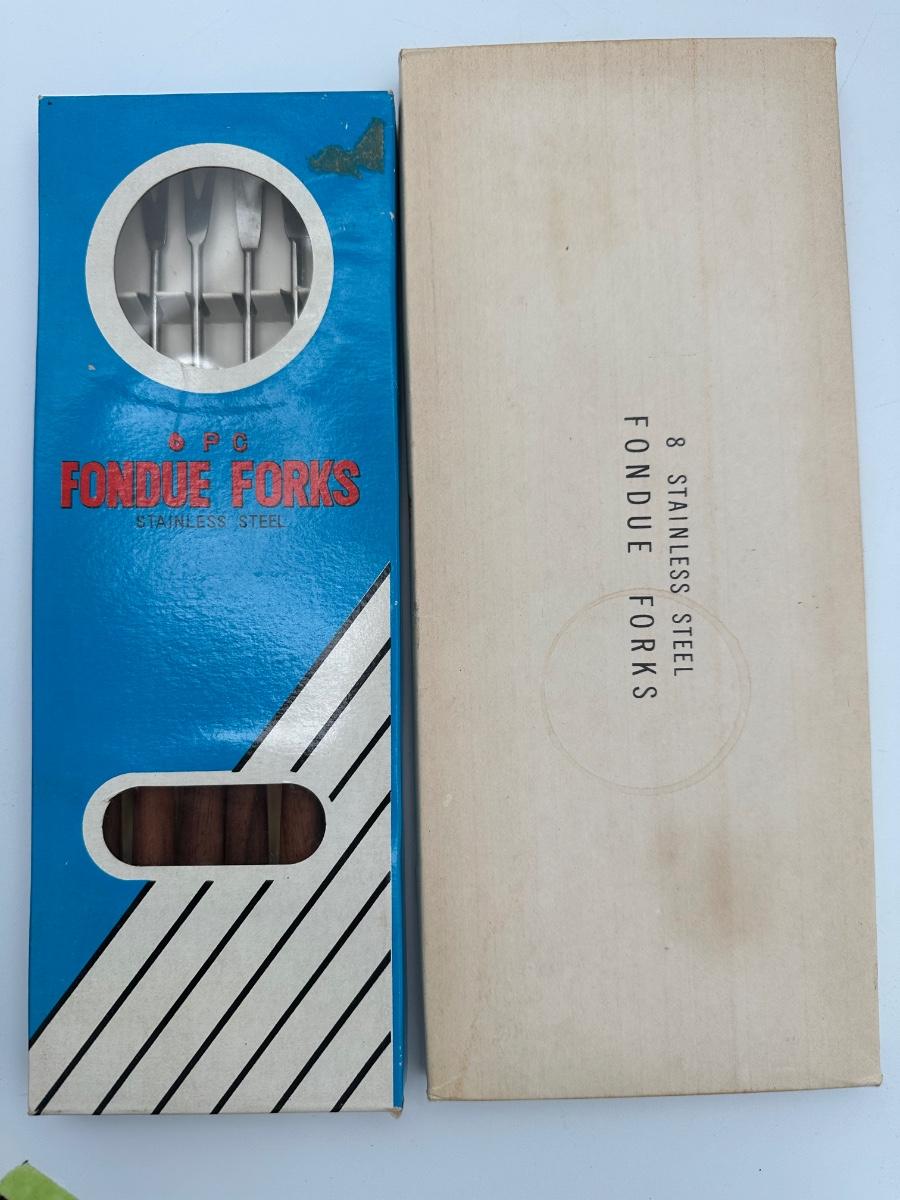 6 PC
FONDUE FORKS
STAINLESS STEEL
8 STAINLESS STEEL
FONDUE FORKS